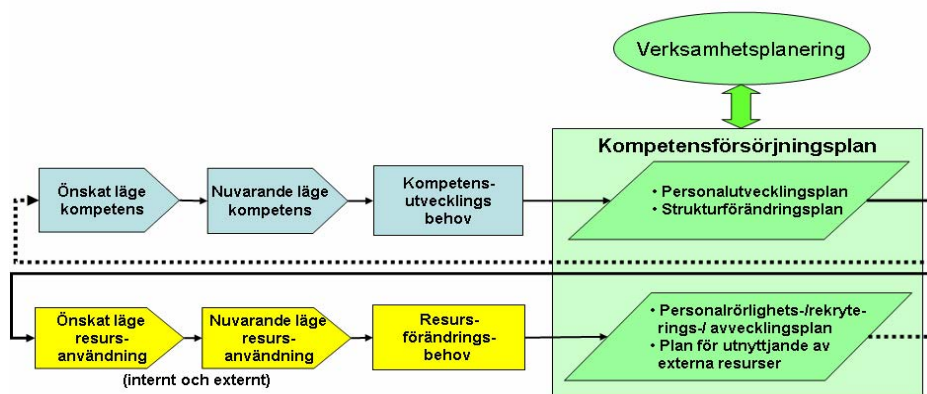 Verksamhetsplanering
Kompetensförsörjningsplan
Önskat läge
kompetens
Nuvarande läge
kompetens
Kompetens-
utvecklings
behov
• Personalutvecklingsplan
• Strukturförändringsplan
Önskat läge
resurs-
användning
Nuvarande läge
resurs-
användning
(internt och externt)
Resurs-
förändrings-
behov
• Personalrörlighets-/rekryte-
rings-/ avvecklingsplan
• Plan för utnyttjande av
externa resurser